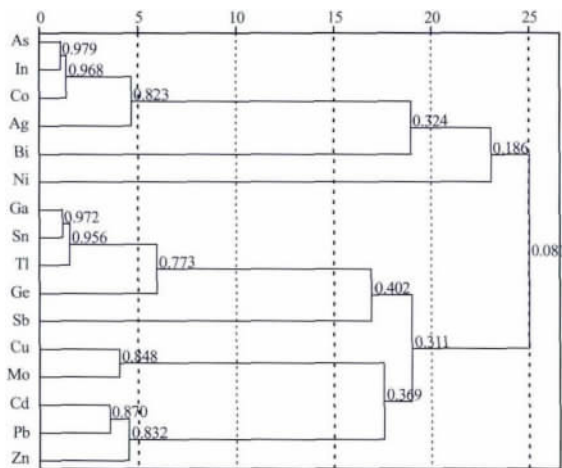 0 5 10 15 20 25
As
0.979
In
0.968
Co
0.823
Ag
0.324
Bi
0.186
Ni
Ga
0.972
Sn
0.956
Tl
0.773
0.08
Ge
0.402
Sb
0.311
Cu
0.848
Mo
0.369
Cd
0.870
Pb
0.832
Zn